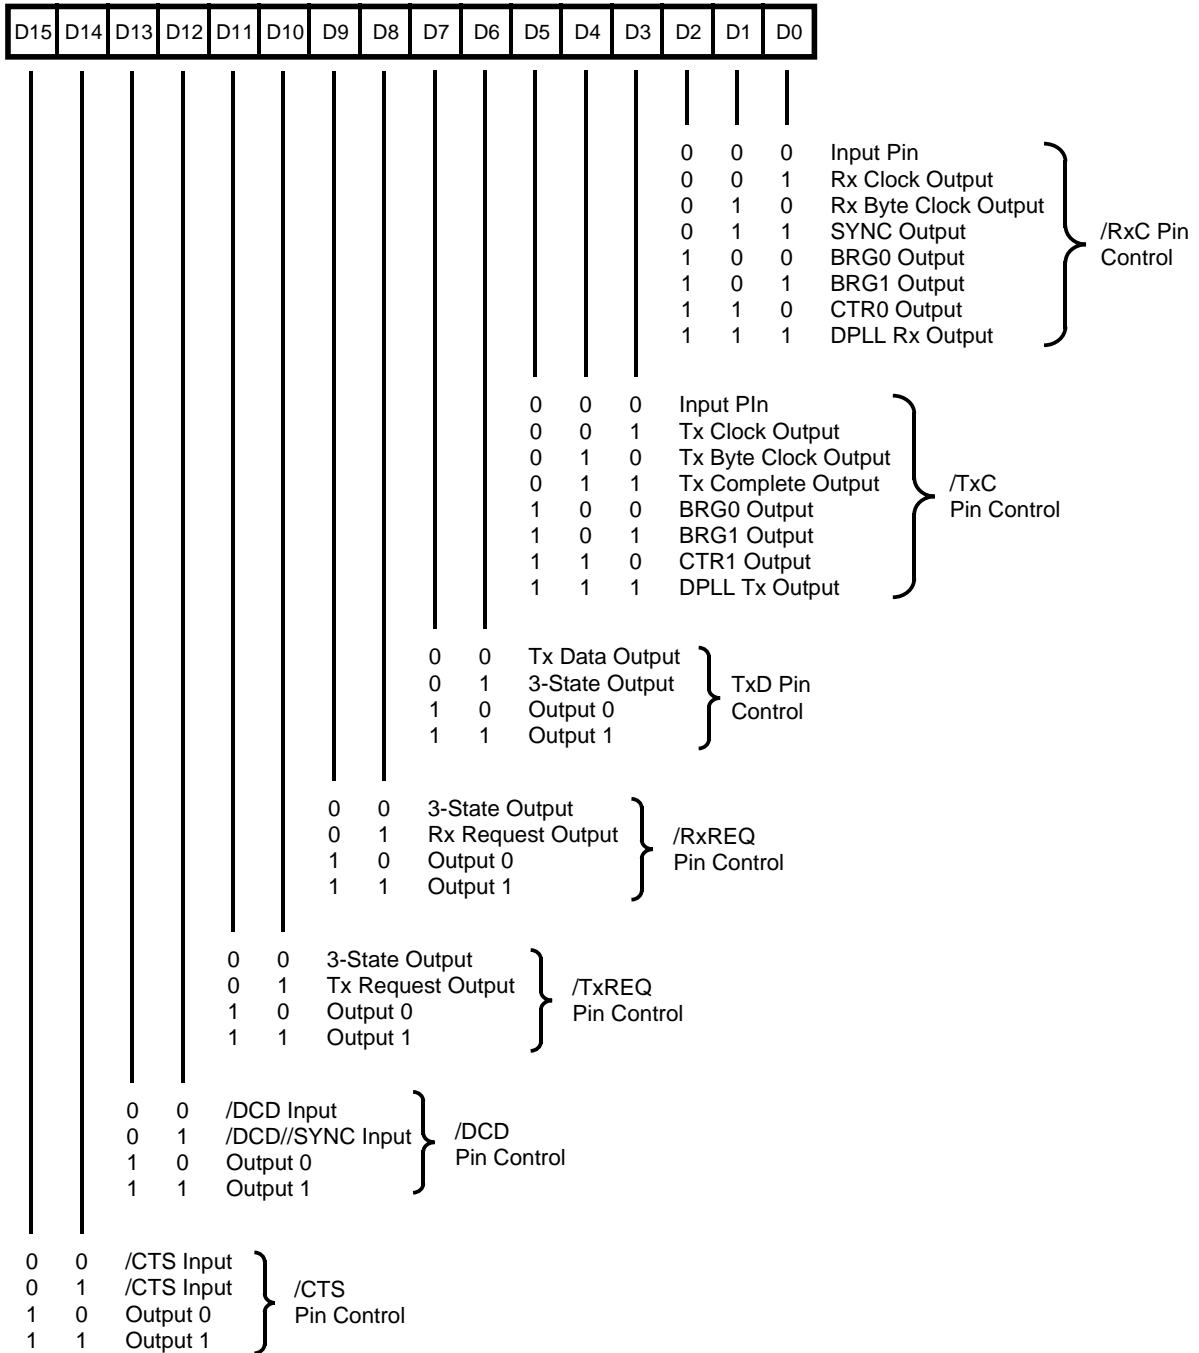 D15 D14 D13 D12 D11 D10 D9 D8 D7 D6 D5 D4 D3 D2 D1 D0
0 0 0 Input Pin
0 0 1 Rx Clock Output
0 1 0 Rx Byte Clock Output
0 1 1 SYNC Output
1 0 0 BRG0 Output
1 0 1 BRG1 Output
1 1 0 CTR0 Output
1 1 1 DPLL Rx Output
/RxC Pin
Control
0 0 0 Input PIn
0 0 1 Tx Clock Output
0 1 0 Tx Byte Clock Output
0 1 1 Tx Complete Output
1 0 0 BRG0 Output
1 0 1 BRG1 Output
1 1 0 CTR1 Output
1 1 1 DPLL Tx Output
/TxC
Pin Control
0 0 Tx Data Output
0 1 3-State Output
1 0 Output 0
1 1 Output 1
TxD Pin
Control
0 0 3-State Output
0 1 Rx Request Output
1 0 Output 0
1 1 Output 1
/RxREQ
Pin Control
0 0 3-State Output
0 1 Tx Request Output
1 0 Output 0
1 1 Output 1
/TxREQ
Pin Control
0 0 /DCD Input
0 1 /DCD//SYNC Input
1 0 Output 0
1 1 Output 1
/DCD
Pin Control
0 0 /CTS Input
0 1 /CTS Input
1 0 Output 0
1 1 Output 1
/CTS
Pin Control